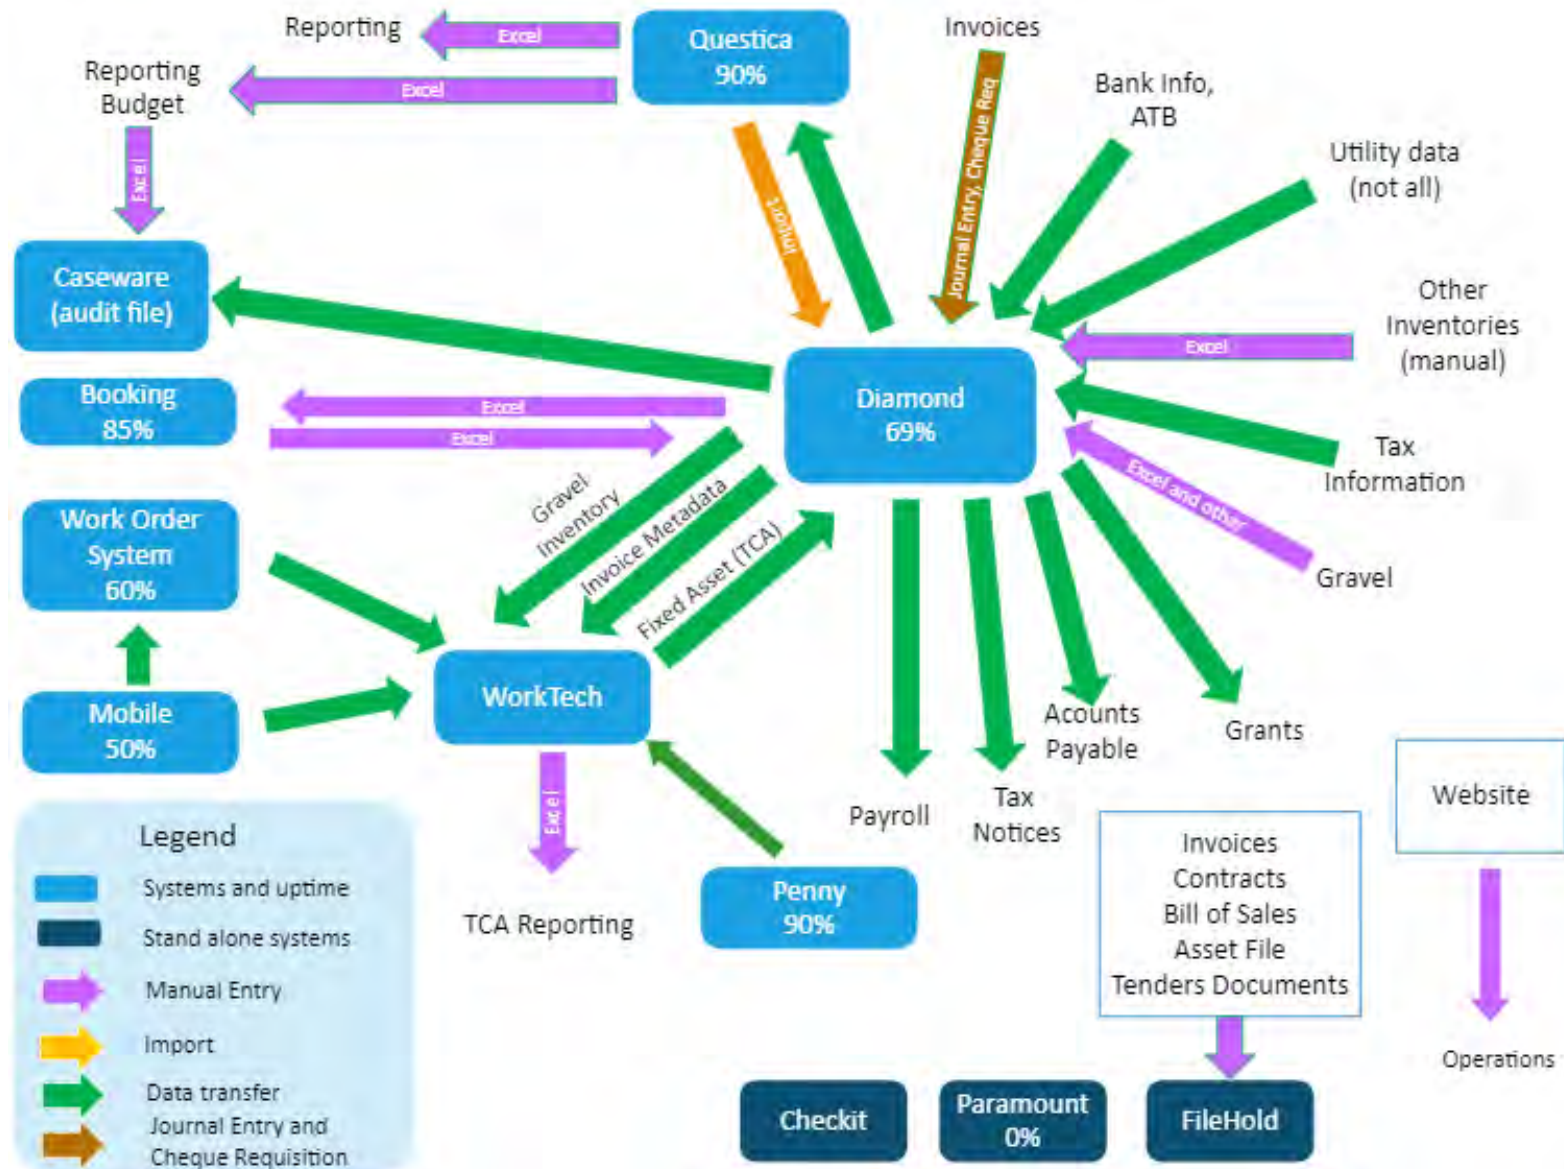 Reporting
Excel
Questica
90%
Invoices
Reporting
Budget
Excel
Bank Info,
ATB
Utility data
(not all)
Excel
Import
Journal Entry, Cheque Req
Caseware
(audit file)
Other
Inventories
(manual)
Excel
Booking
85%
Excel
Excel
Diamond
69%
Tax
Information
Excel and other
Gravel
Gravel
Inventory
Invoice Metadata
Fixed Asset (TCA)
Work Order
System
60%
Mobile
50%
WorkTech
Excel
TCA Reporting
Penny
90%
Payroll
Tax
Notices
Acounts
Payable
Grants
Website
Operations
Invoices
Contracts
Bill of Sales
Asset File
Tenders Documents
Legend
Systems and uptime
Stand alone systems
Manual Entry
Import
Data transfer
Journal Entry and
Cheque Requisition
Checkit
Paramount
0%
FileHold